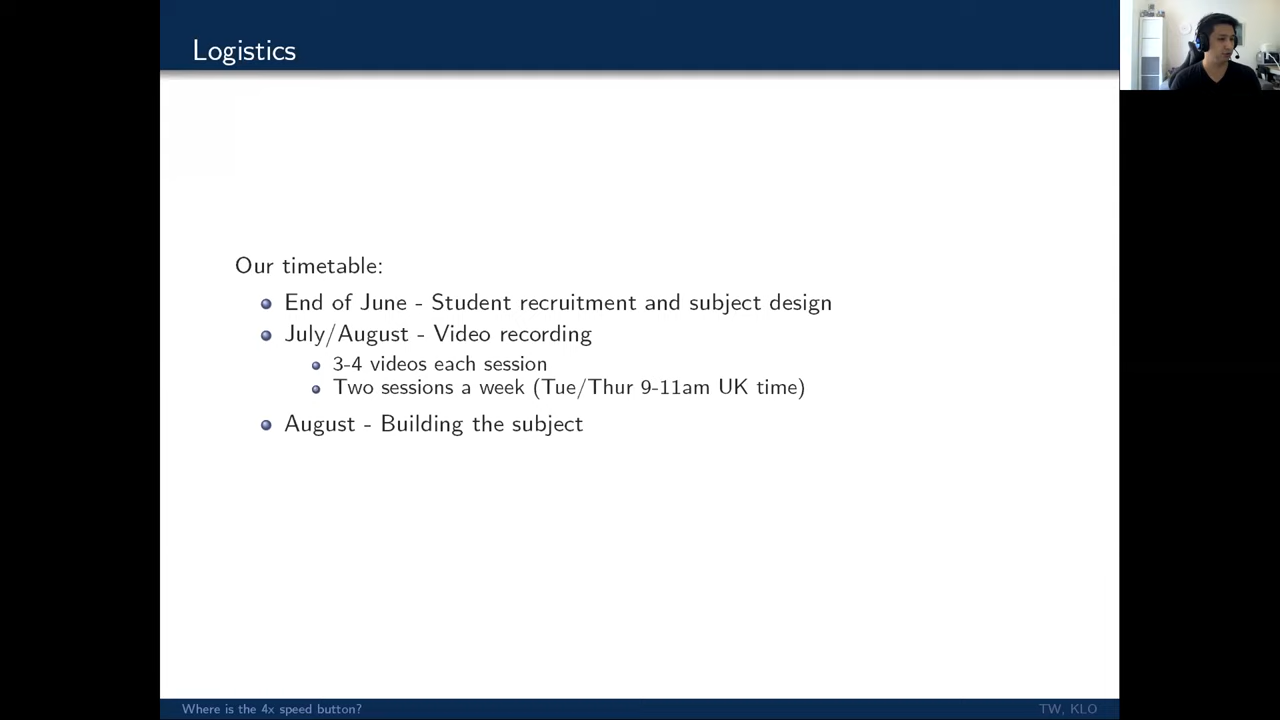 Logistics
Our timetable:
End of June - Student recruitment and subject design
July/August - Video recording
3-4 videos each session
Two sessions a week (Tue/Thur 9-11am UK time)
August - Building the subject
Where is the 4x speed button?
TW, KLO